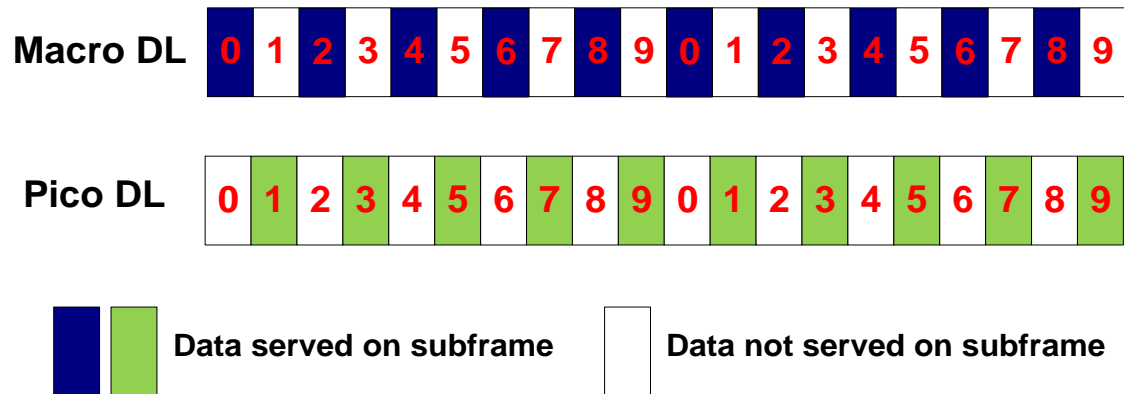 Macro DL 0 1 2 3 4 5 6 7 8 9 0 1 2 3 4 5 6 7 8 9
Pico DL 0 1 2 3 4 5 6 7 8 9 0 1 2 3 4 5 6 7 8 9
Data served on subframe Data not served on subframe